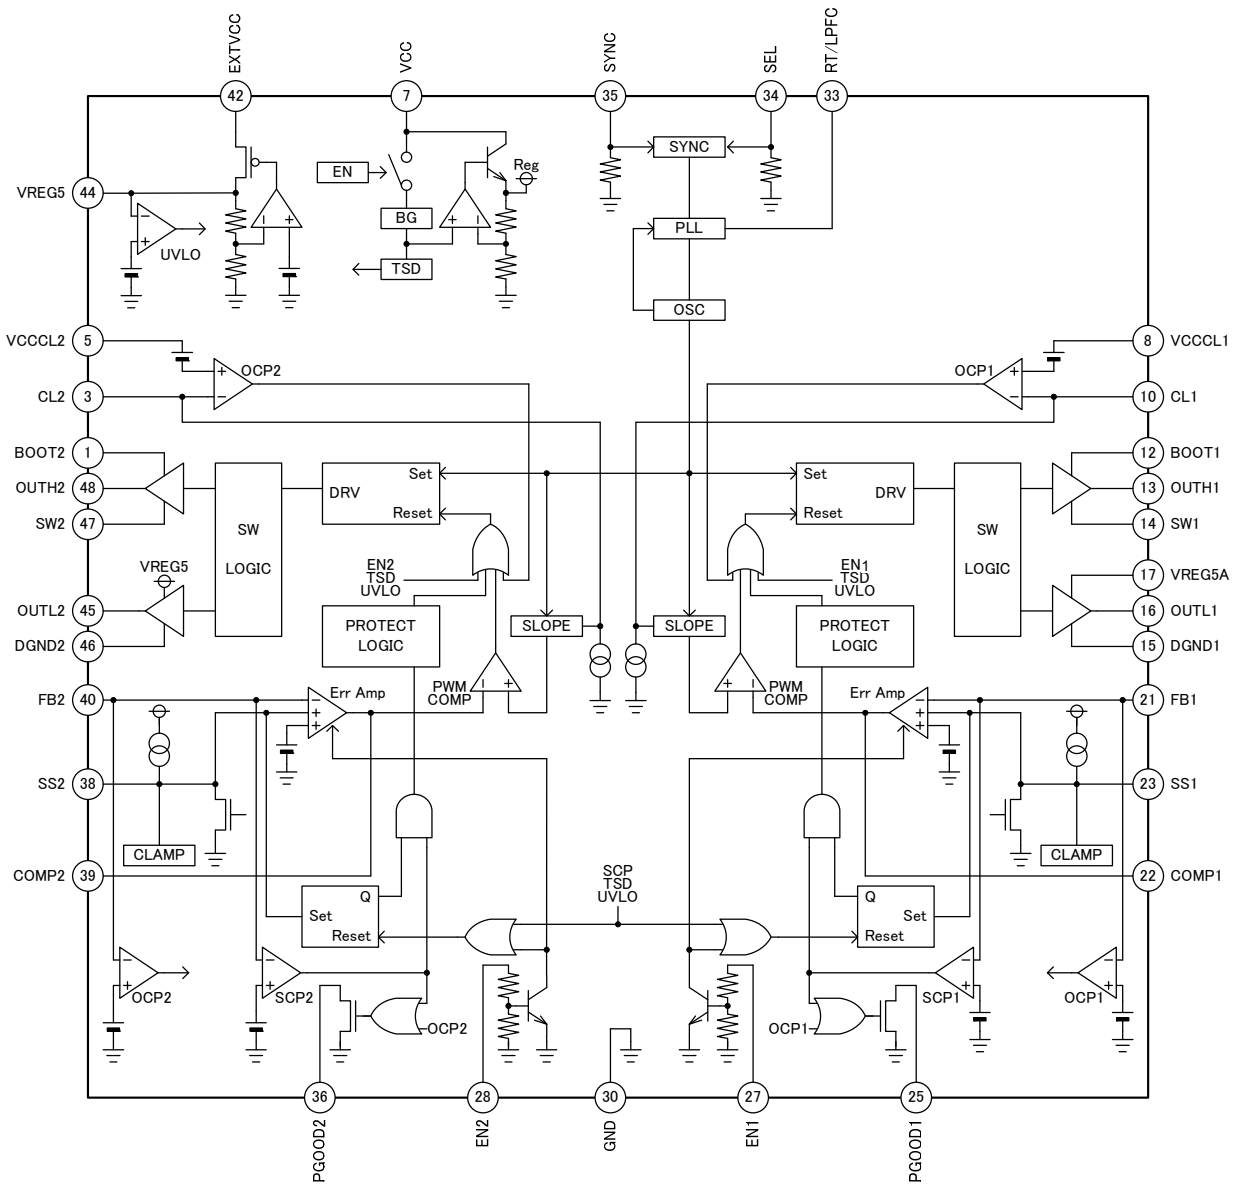 EXTVCC
VCC
SYNC
SEL
RT/LPFC
42
7
35
34
33
EN
Reg
SYNC
VREG5
44
−
+
UVLO
− +
BG
+ −
PLL
TSD
OSC
VCCCL2
5
8
VCCCL1
+
OCP2
−
OCP1
+
−
CL2
3
10
CL1
BOOT2
1
12
BOOT1
OUTH2
48
13
OUTH1
SW2
47
14
SW1
SW
LOGIC
Set
DRV
Reset
Set
DRV
Reset
SW
LOGIC
VREG5
EN2
TSD
UVLO
EN1
TSD
UVLO
17
VREG5A
OUTL2
45
16
OUTL1
DGND2
46
15
DGND1
PROTECT
LOGIC
SLOPE
SLOPE
PROTECT
LOGIC
− +
PWM
COMP
+ −
PWM
COMP
FB2
40
21
FB1
Err Amp
−
+
+
Err Amp
−
+
+
SS2
38
23
SS1
CLAMP
CLAMP
COMP2
39
22
COMP1
SCP
TSD
UVLO
Q
Set
Reset
Q
Set
Reset
−
+
OCP2
−
+
SCP2
−
+
SCP1
−
+
OCP1
OCP2
OCP1
36
28
30
27
25
PGOOD2
EN2
GND
EN1
PGOOD1